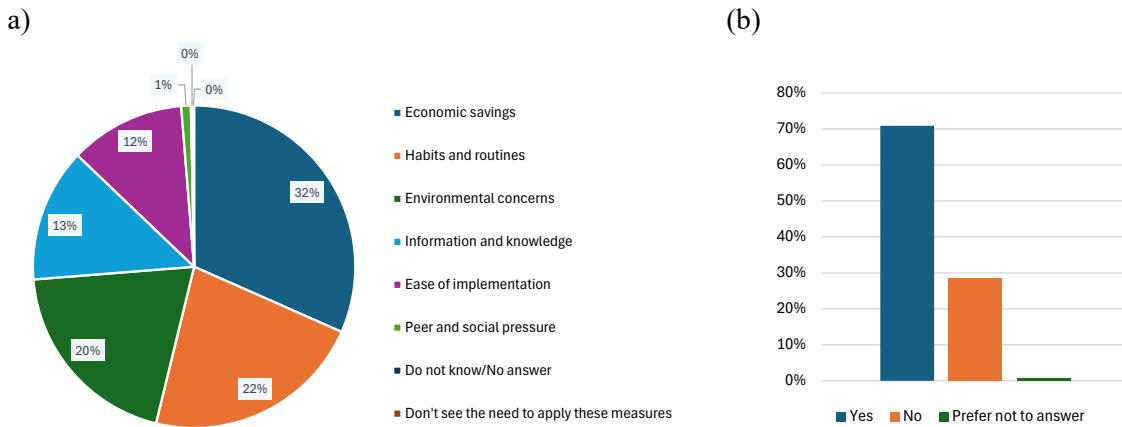 a)
(b)
0%
1%
0%
12%
32%
13%
20%
22%
Economic savings
Habits and routines
Environmental concerns
Information and knowledge
Ease of implementation
Peer and social pressure
Do not know/No answer
Don't see the need to apply these measures
80%
70%
60%
50%
40%
30%
20%
10%
0%
Yes No Prefer not to answer